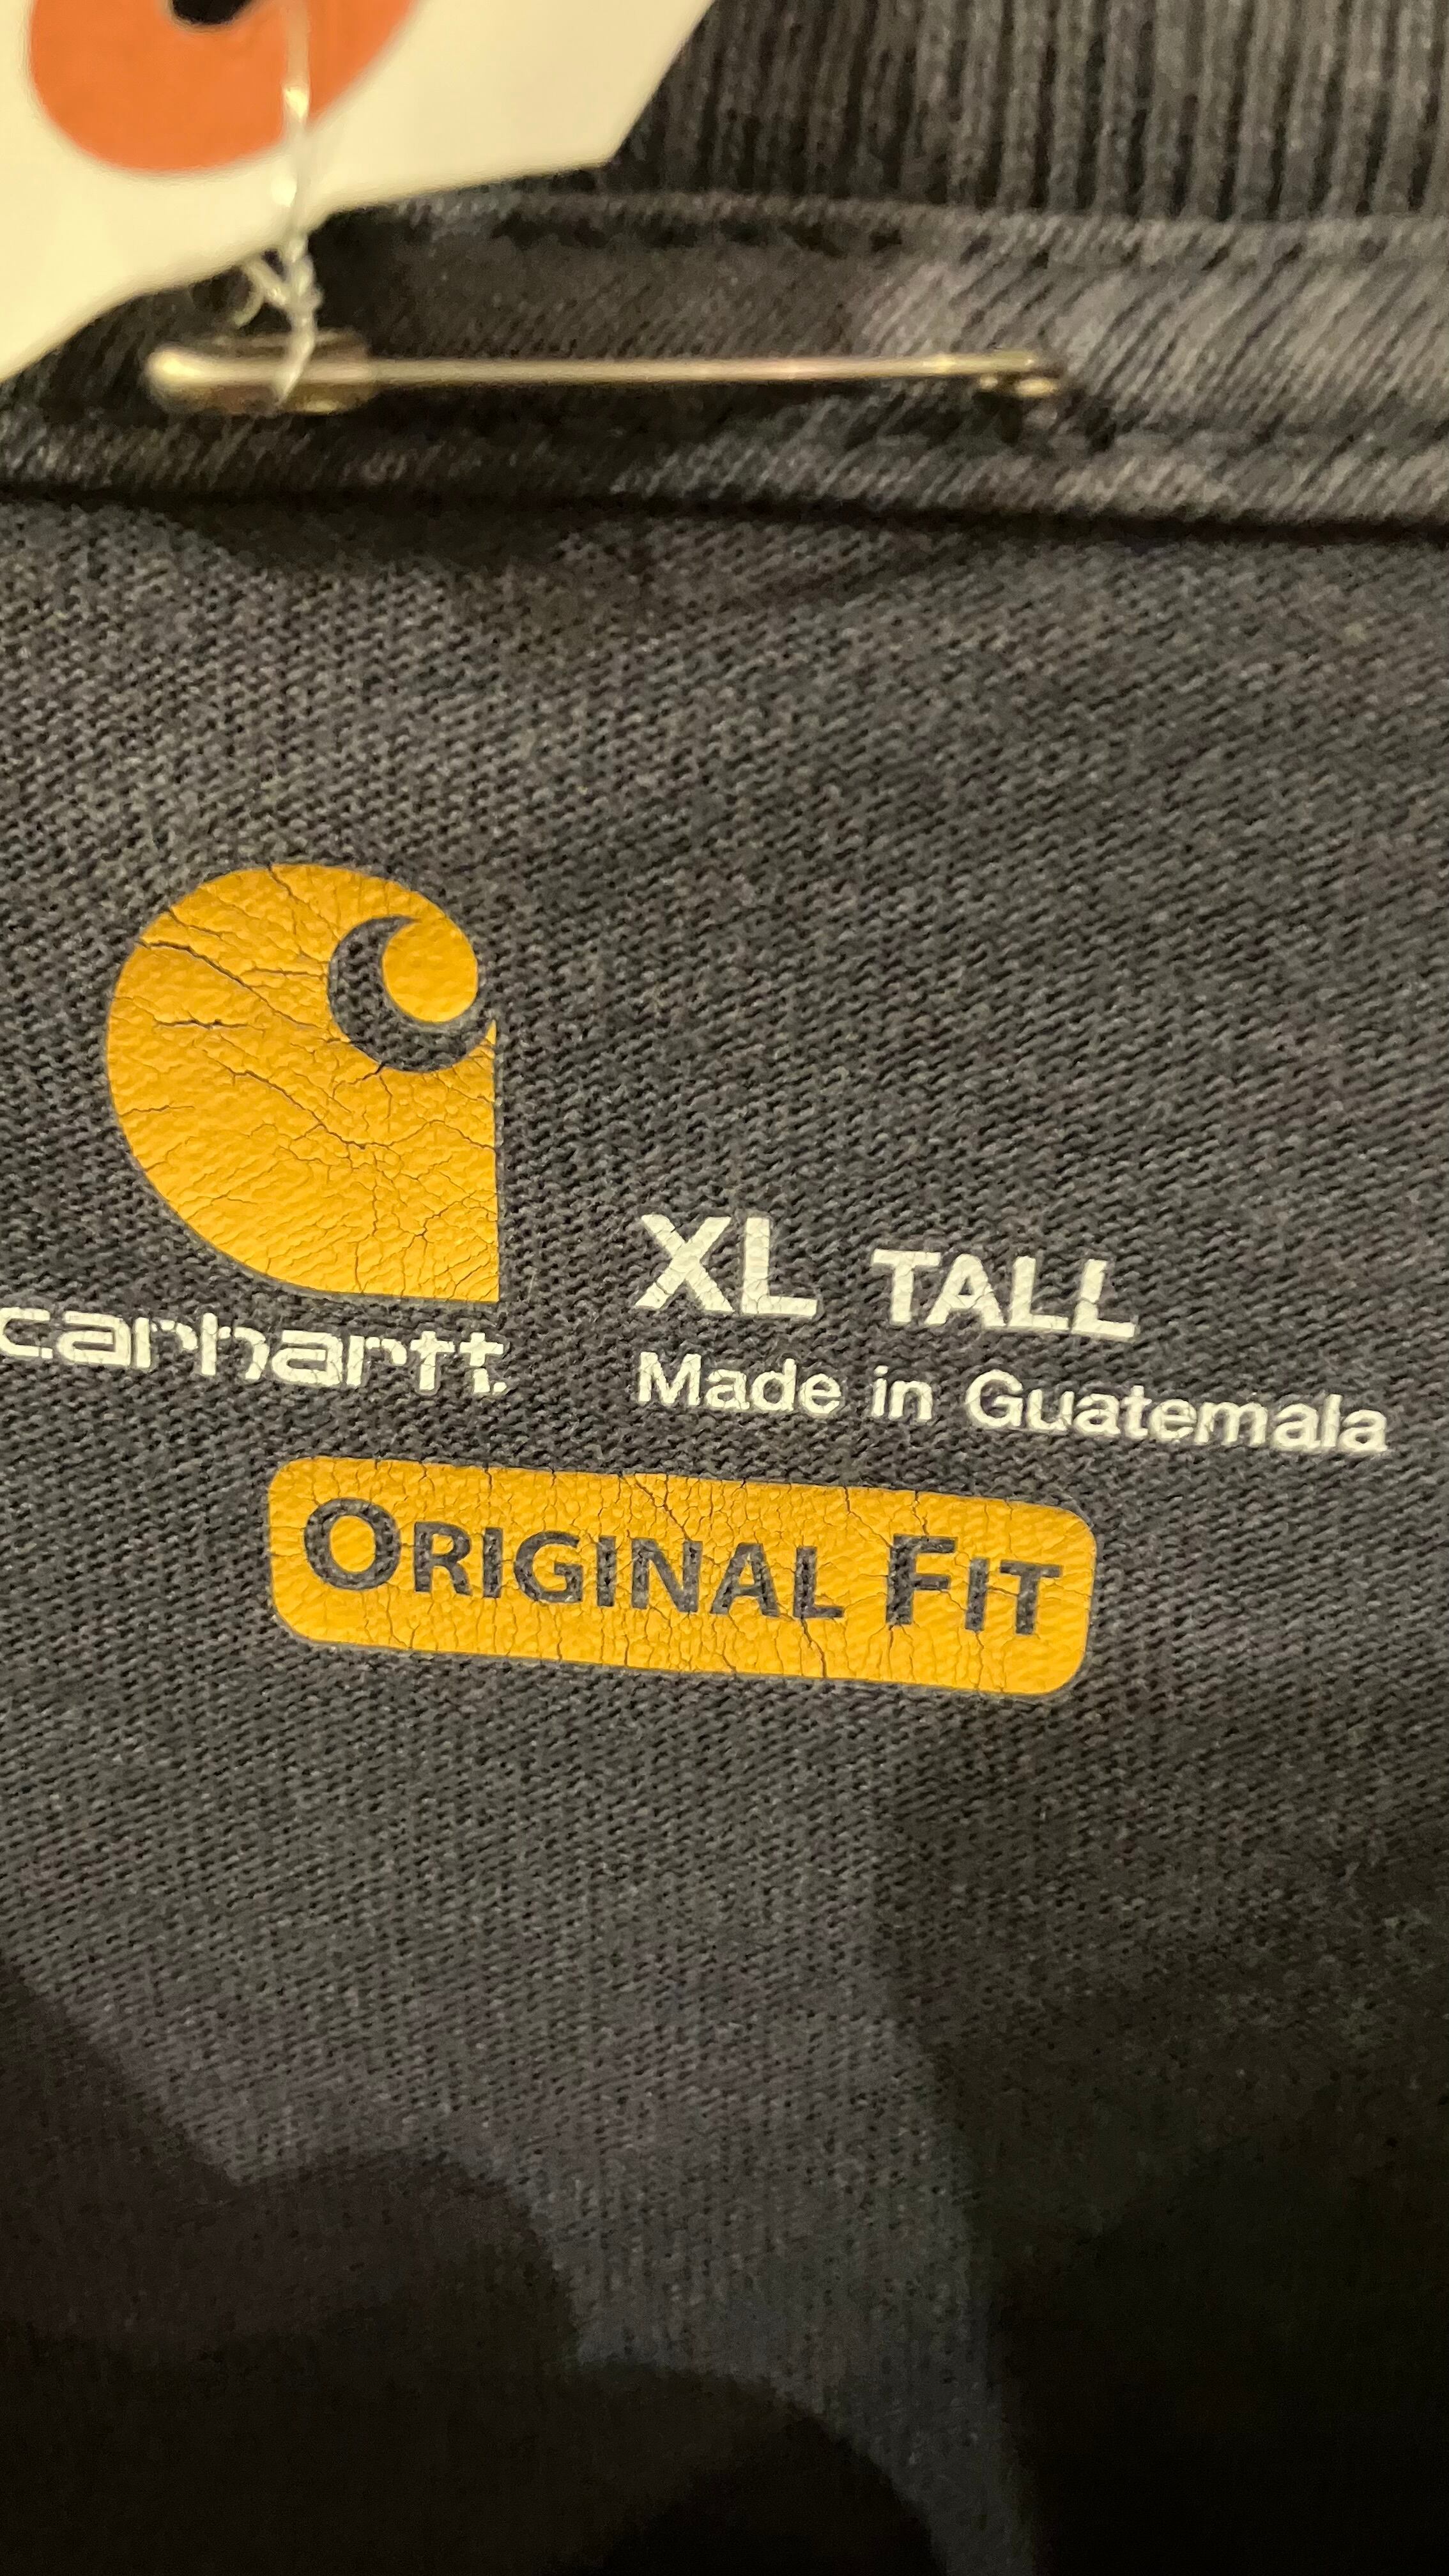 carhartt.
XL TALL
Made in Guatemala
ORIGINAL FIT